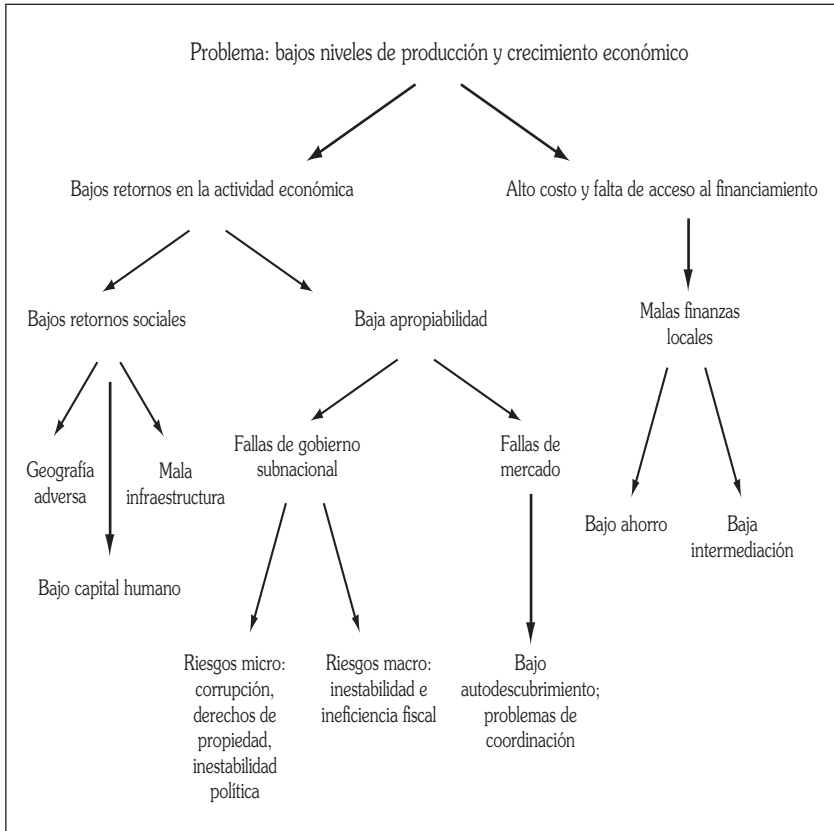 Problema: bajos niveles de producción y crecimiento económico
Bajos retornos en la actividad económica
Alto costo y falta de acceso al financiamiento
Bajos retornos sociales
Baja apropiabilidad
Malas finanzas
locales
Geografía
adversa
Mala
infraestructura
Bajo capital humano
Fallas de gobierno
subnacional
Fallas de
mercado
Bajo ahorro
Baja
intermediación
Riesgos micro:
corrupción,
derechos de
propiedad,
inestabilidad
política
Riesgos macro:
inestabilidad e
ineficiencia fiscal
Bajo
autodescubrimiento;
problemas de
coordinación